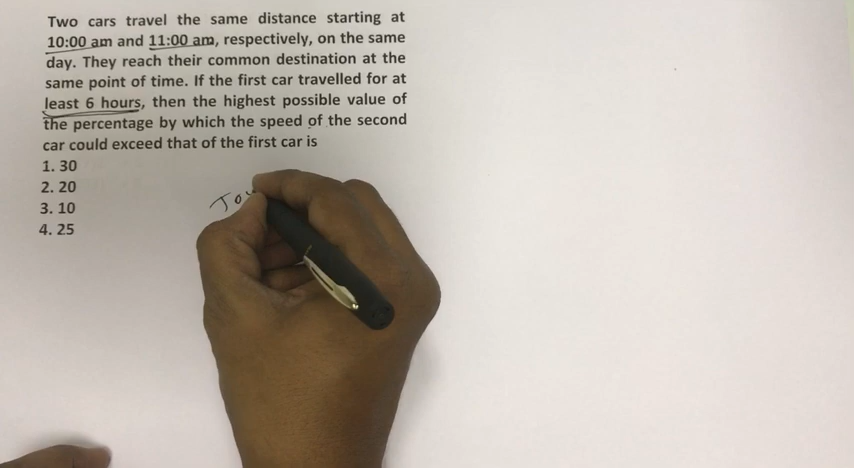 Two cars travel the same distance starting at
10:00 am and 11:00 am, respectively, on the same
day. They reach their common destination at the
same point of time. If the first car travelled for at
least 6 hours, then the highest possible value of
the percentage by which the speed of the second
car could exceed that of the first car is
1. 30
2. 20
3. 10
4. 25